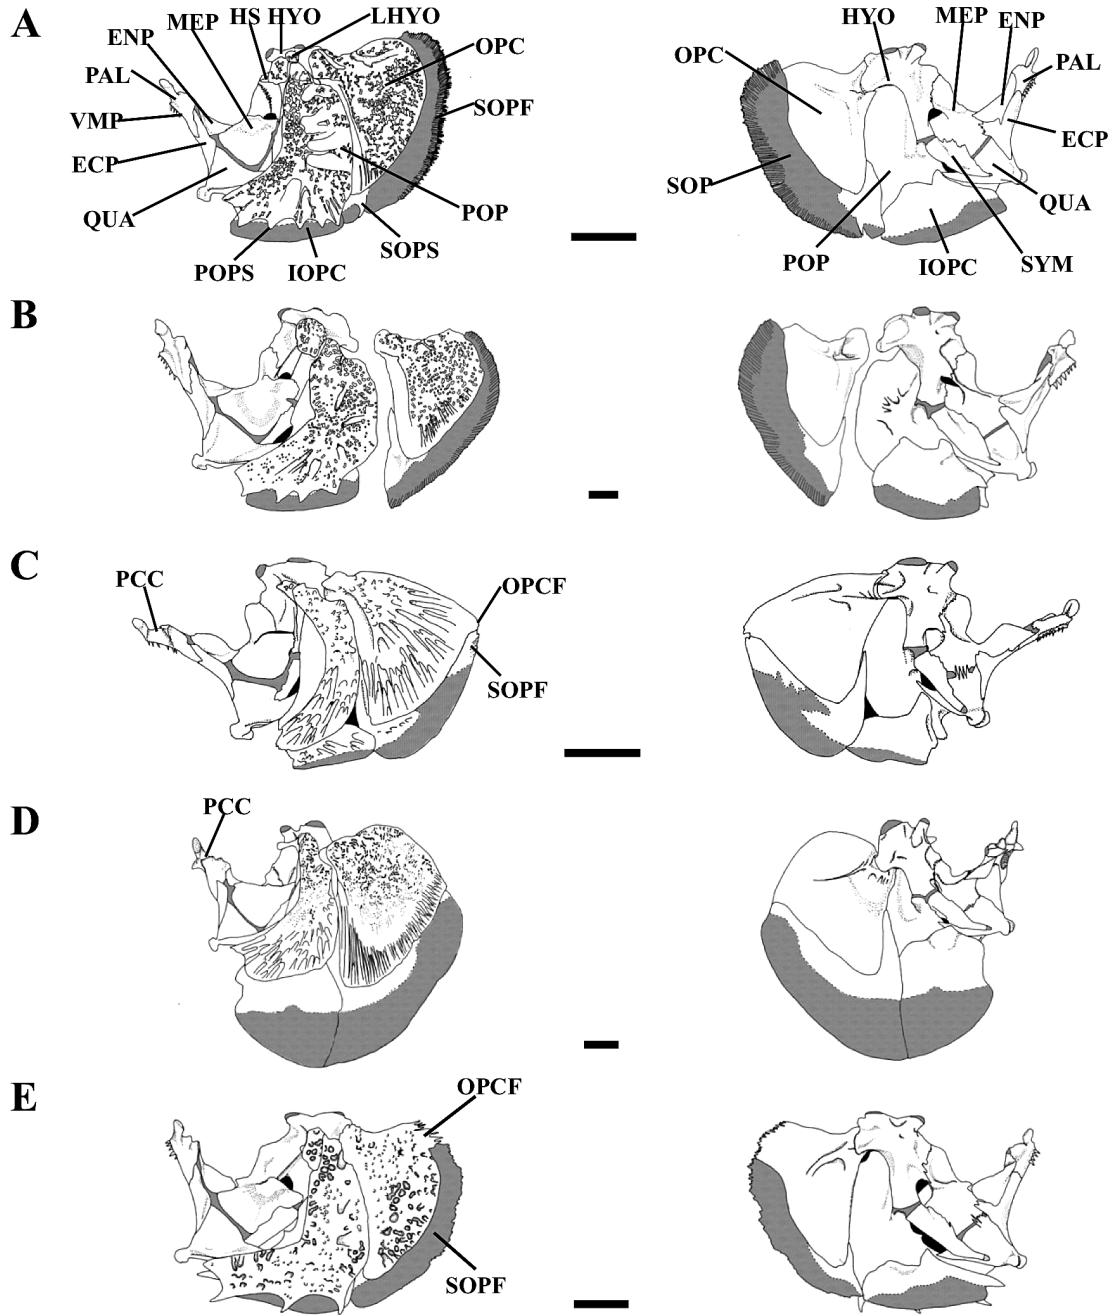 A
HS HYO LHYO
MEP
ENP
OPC
PAL
SOPF
VMP
ECP
QUA
POP
SOPS
POPS IOPC
HYO MEP ENP
OPC
PAL
ECP
SOP
QUA
POP IOPC SYM
B
C
PCC
OPCF
SOPF
D
PCC
E
OPCF
SOPF